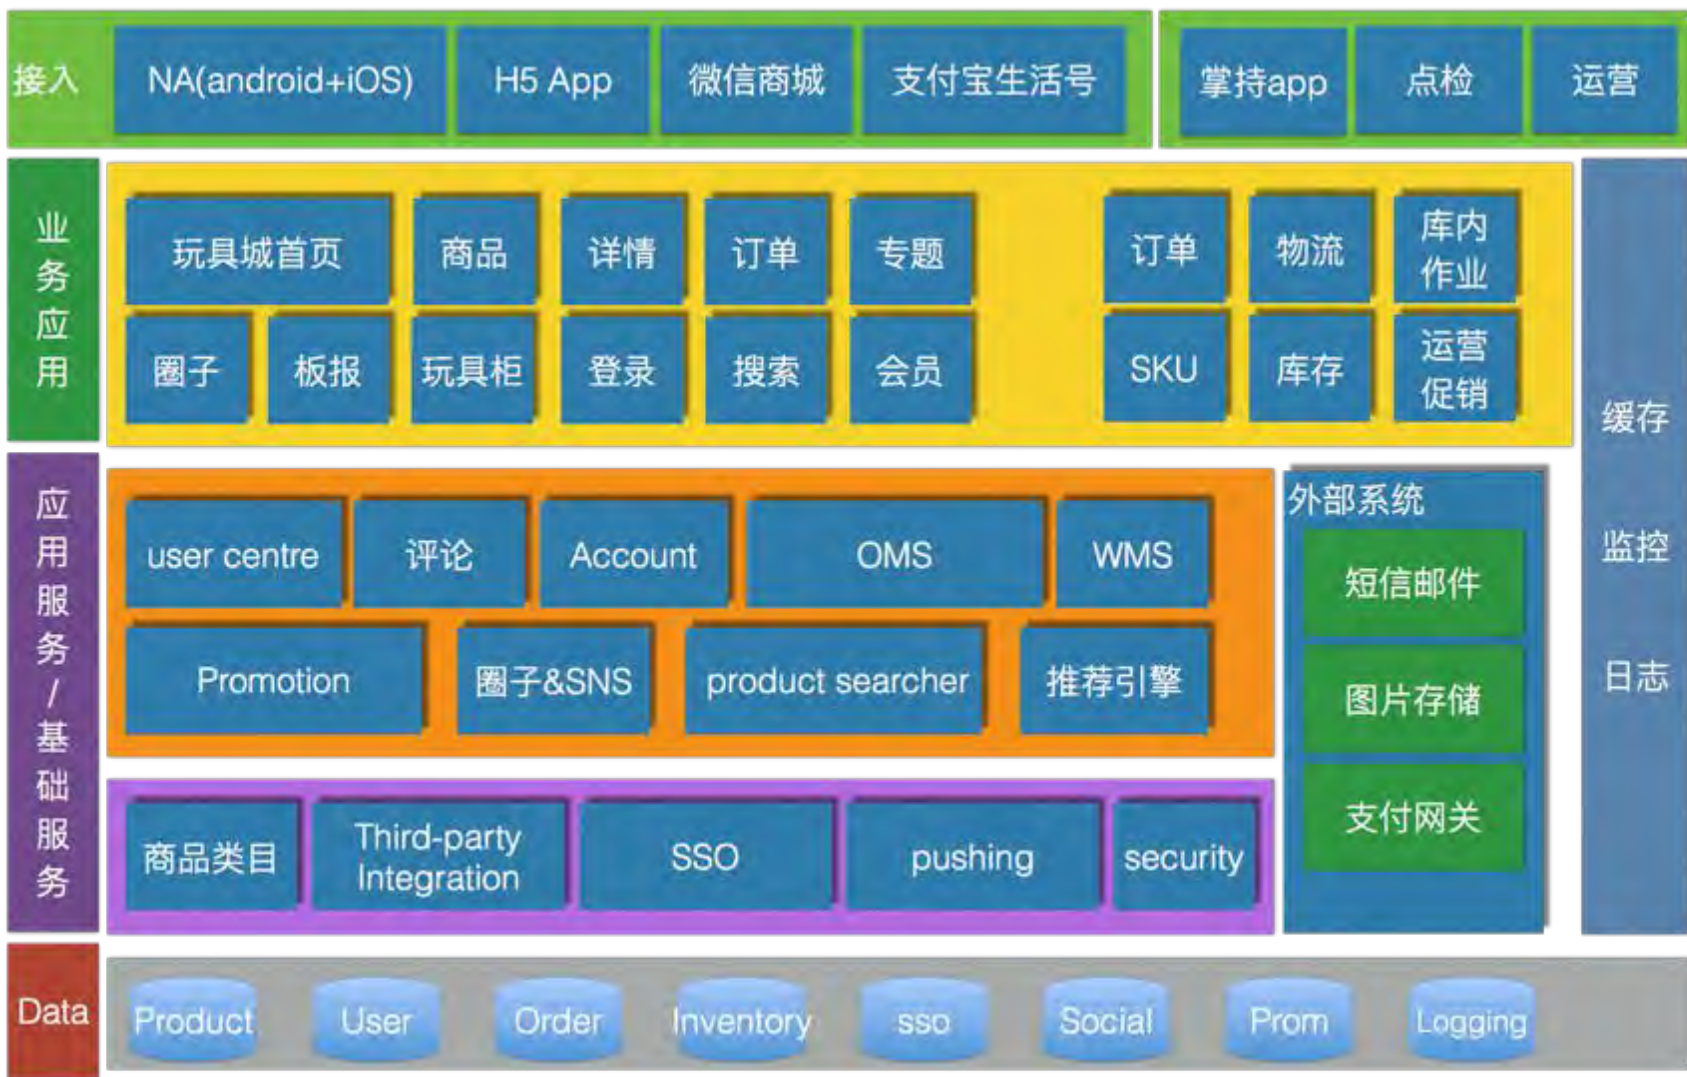 接入
NA(android+iOS)
H5 App
微信商城
支付宝生活号
掌持app
点检
运营
业务应用
玩具城首页
商品
详情
订单
专题
订单
物流
库内
作业
圈子
板报
玩具柜
登录
搜索
会员
SKU
库存
运营
促销
缓存
监控
日志
应用服务/基础服务
user centre
评论
Account
OMS
WMS
Promotion
圈子&SNS
product searcher
推荐引擎
外部系统
短信邮件
图片存储
支付网关
商品类目
Third-party
Integration
SSO
pushing
security
Data
Product
User
Order
Inventory
sso
Social
Prom
Logging